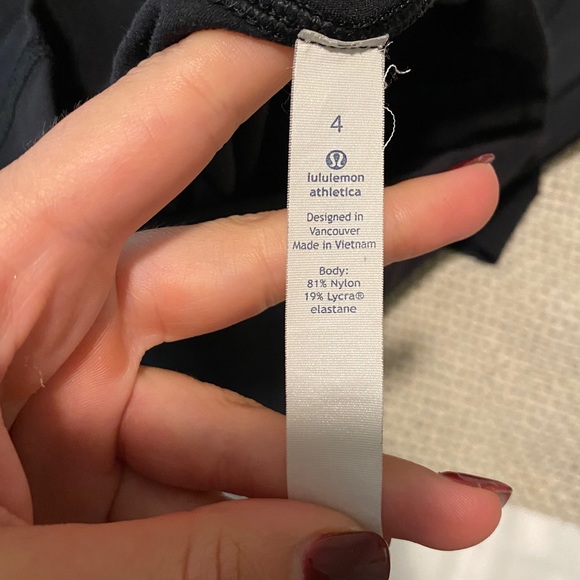 4
lululemon
athletica
Designed in
Vancouver
Made in Vietnam
Body:
81% Nylon
19% Lycra®
elastane